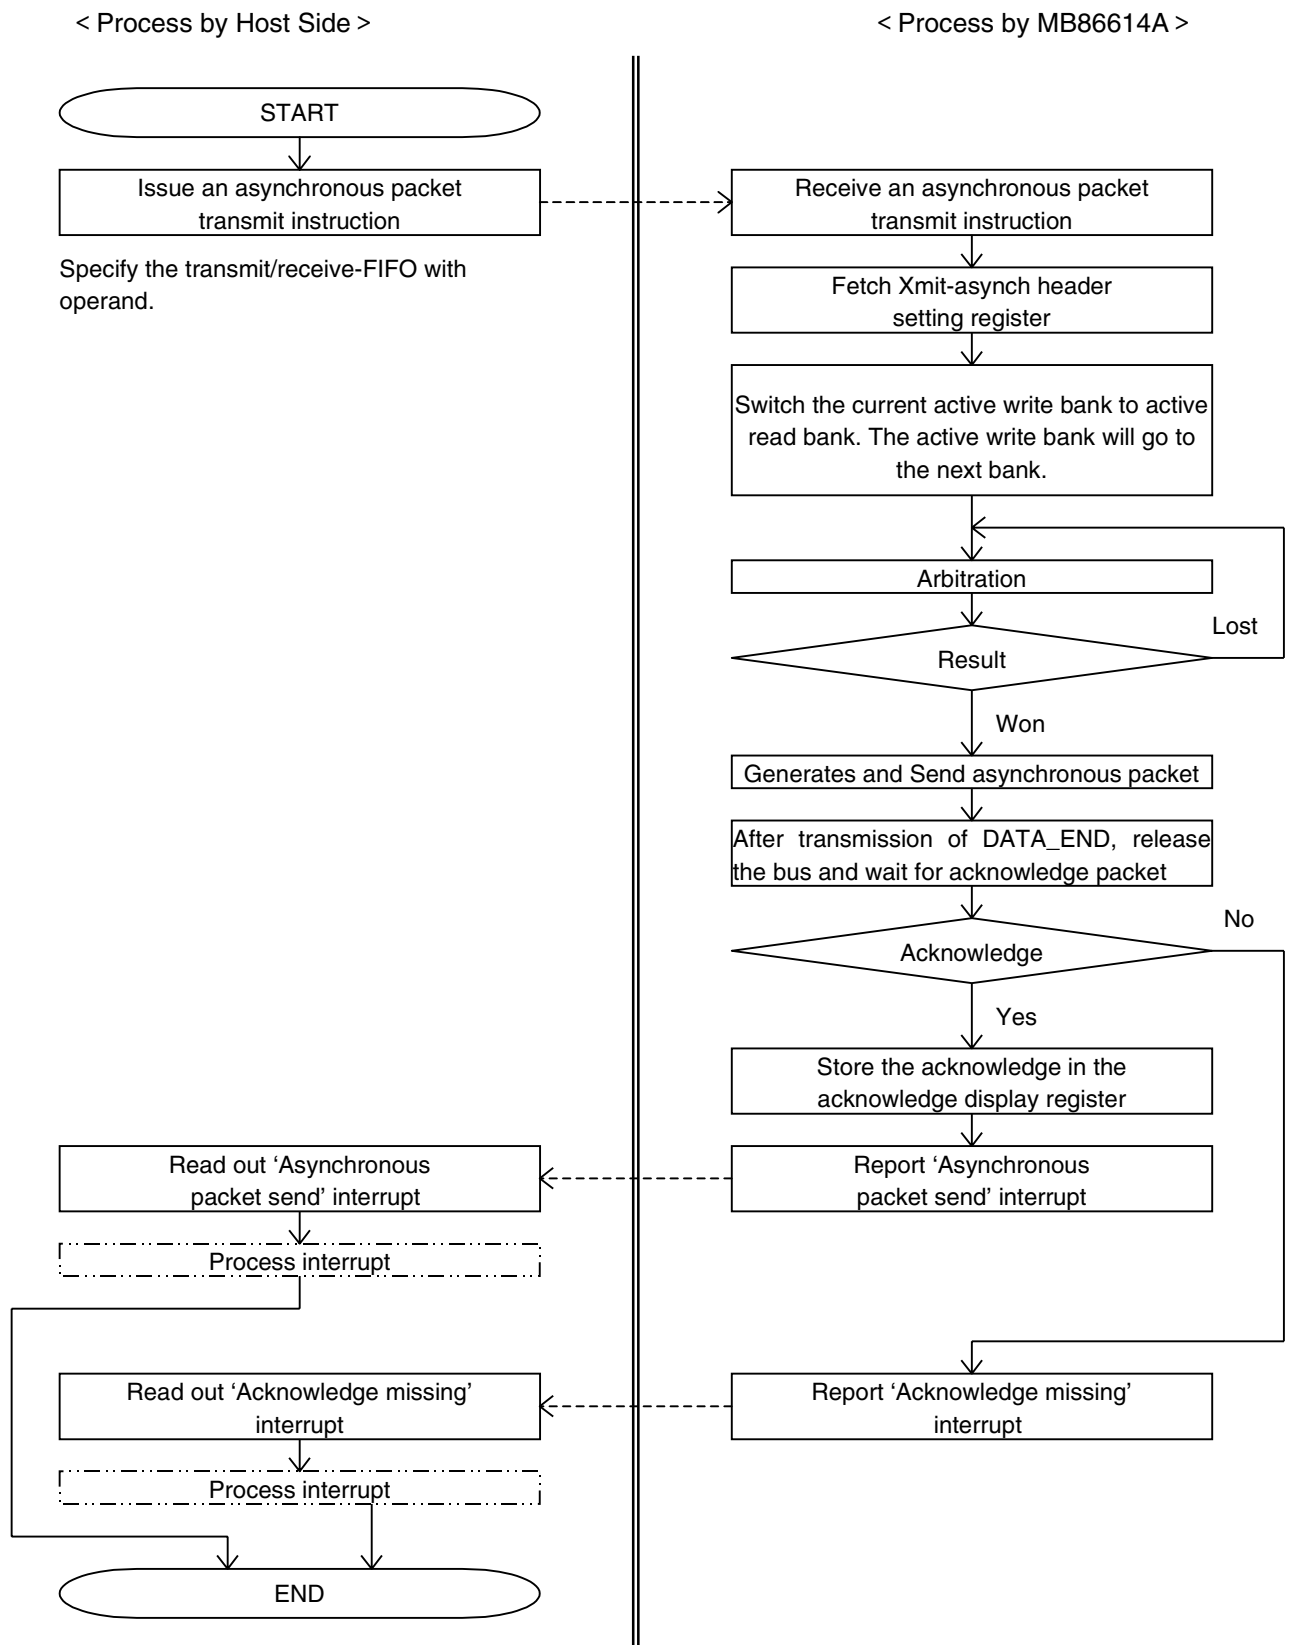 < Process by Host Side >
< Process by MB86614A >
START
Issue an asynchronous packet
transmit instruction
Specify the transmit/receive-FIFO with
operand.
Receive an asynchronous packet
transmit instruction
Fetch Xmit-asynch header
setting register
Switch the current active write bank to active
read bank. The active write bank will go to
the next bank.
Arbitration
Lost
Result
Won
Generates and Send asynchronous packet
After transmission of DATA_END, release
the bus and wait for acknowledge packet
No
Acknowledge
Yes
Store the acknowledge in the
acknowledge display register
Report ‘Asynchronous
packet send’ interrupt
Read out ‘Asynchronous
packet send’ interrupt
Process interrupt
Report ‘Acknowledge missing’
interrupt
Read out ‘Acknowledge missing’
interrupt
Process interrupt
END